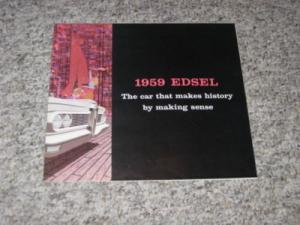 1959 EDSEL
The car that makes history
by making sense